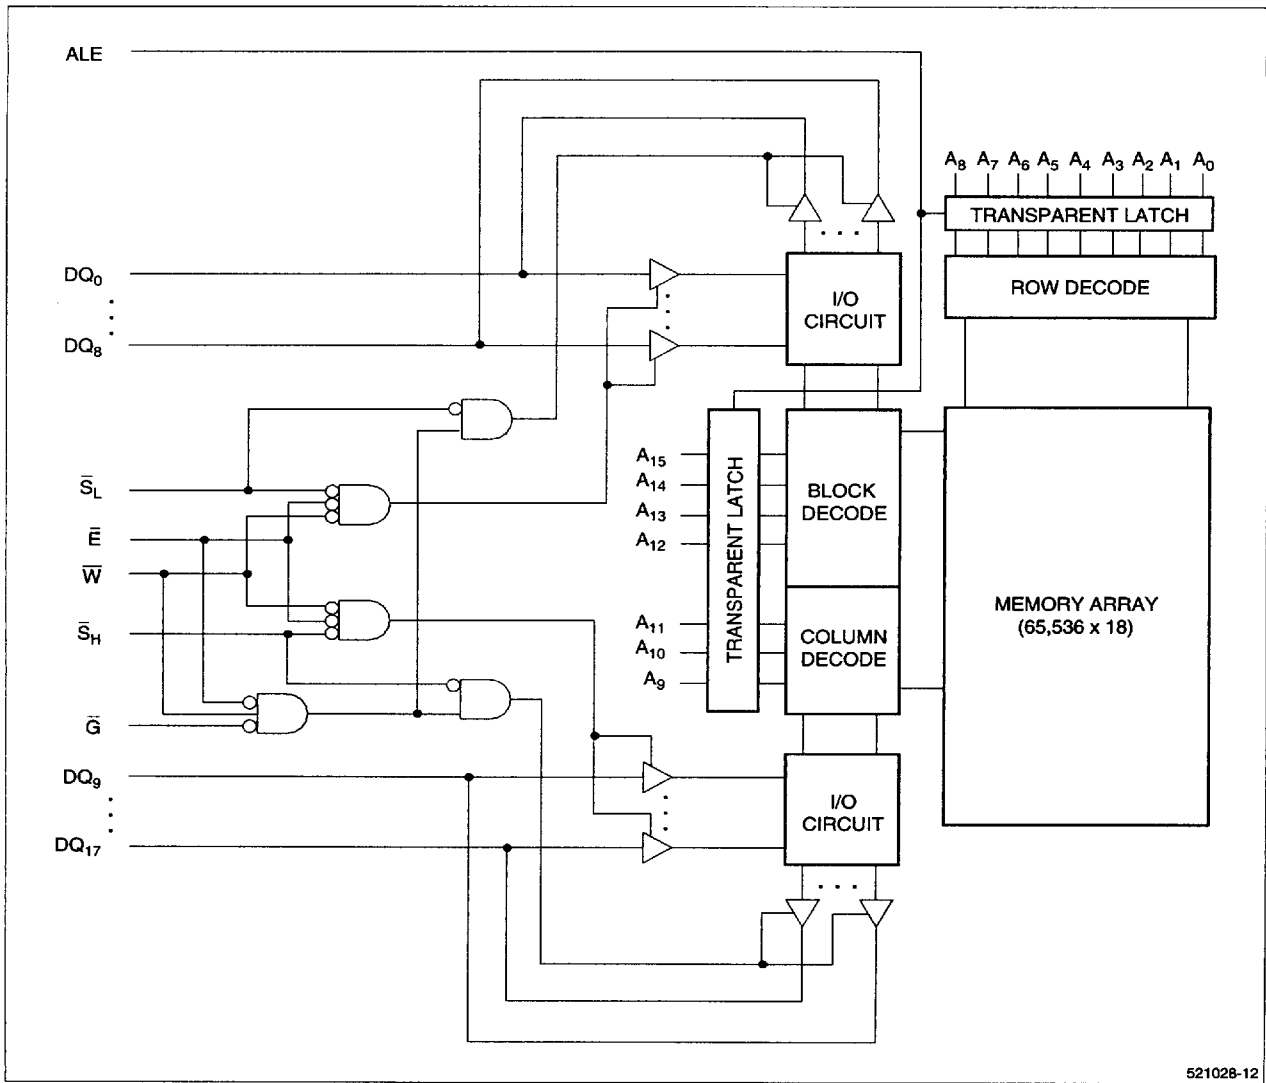 ALE
A₈ A₇ A₆ A₅ A₄ A₃ A₂ A₁ A₀
TRANSPARENT LATCH
ROW DECODE
DQ₀
I/O
CIRCUIT
DQ₈
S̅L
E̅
W̅
S̅H
G̅
A₁₅
A₁₄
A₁₃
A₁₂
A₁₁
A₁₀
A₉
TRANSPARENT LATCH
BLOCK
DECODE
COLUMN
DECODE
MEMORY ARRAY
(65,536 x 18)
DQ₉
I/O
CIRCUIT
DQ₁₇
521028-12